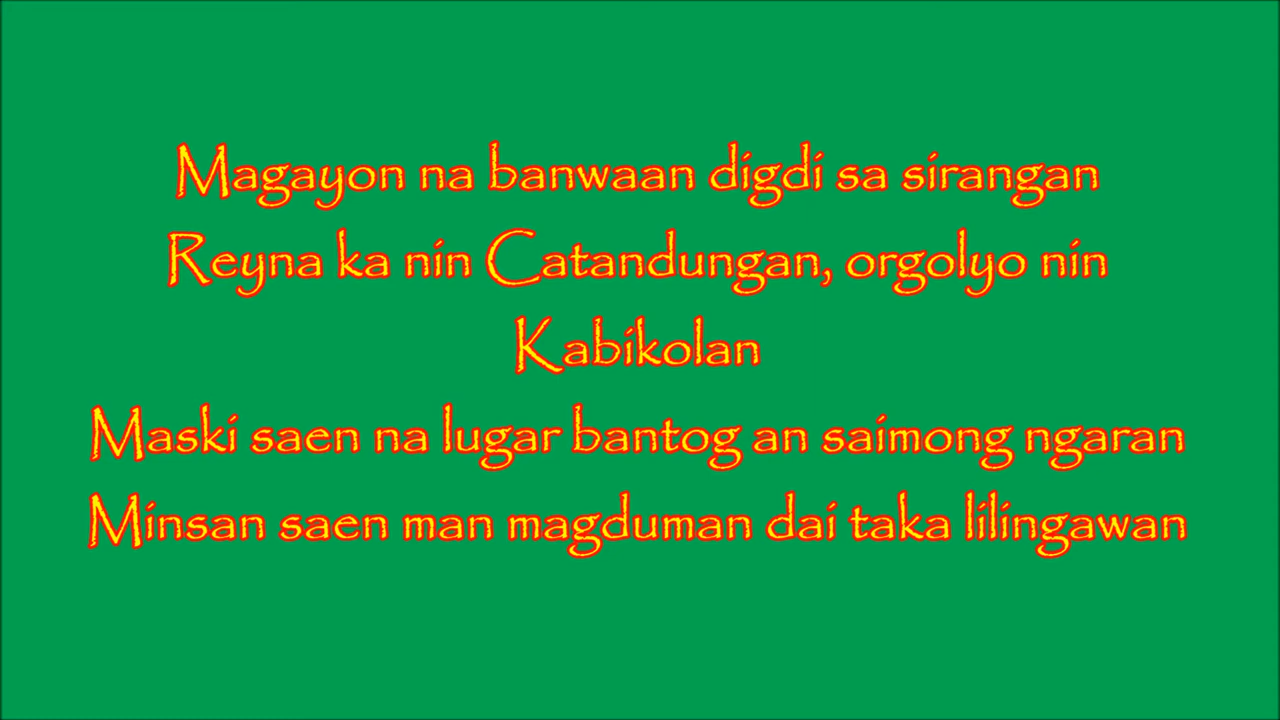 Magayon na banwaan digdi sa sirangan
Reyna ka nin Catandungan, orgolyo nin
Kabikolan
Maski saen na lugar bantog an saimong ngaran
Minsan saen man magduman dai taka lilingawan